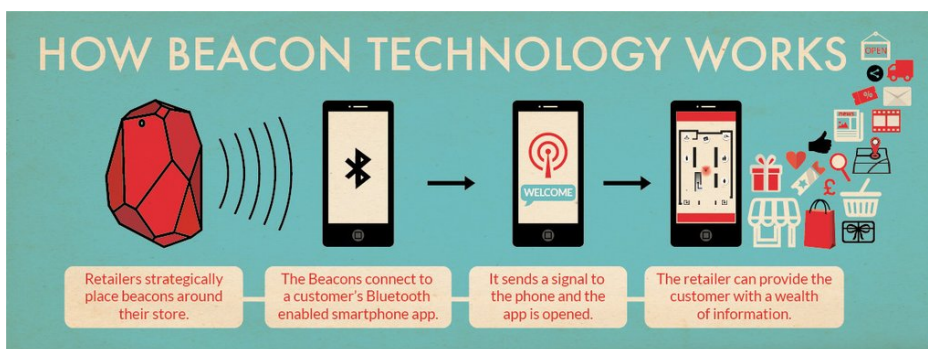 HOW BEACON TECHNOLOGY WORKS
OPEN
%
WELCOME
£
Retailers strategically
place beacons around
their store.
The Beacons connect to
a customer's Bluetooth
enabled smartphone app.
It sends a signal to
the phone and the
app is opened.
The retailer can provide the
customer with a wealth
of information.